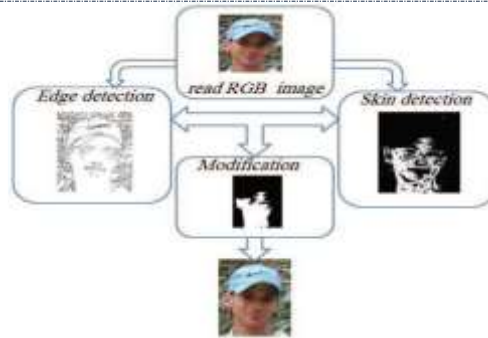 read RGB image
Edge detection
Skin detection
Modification